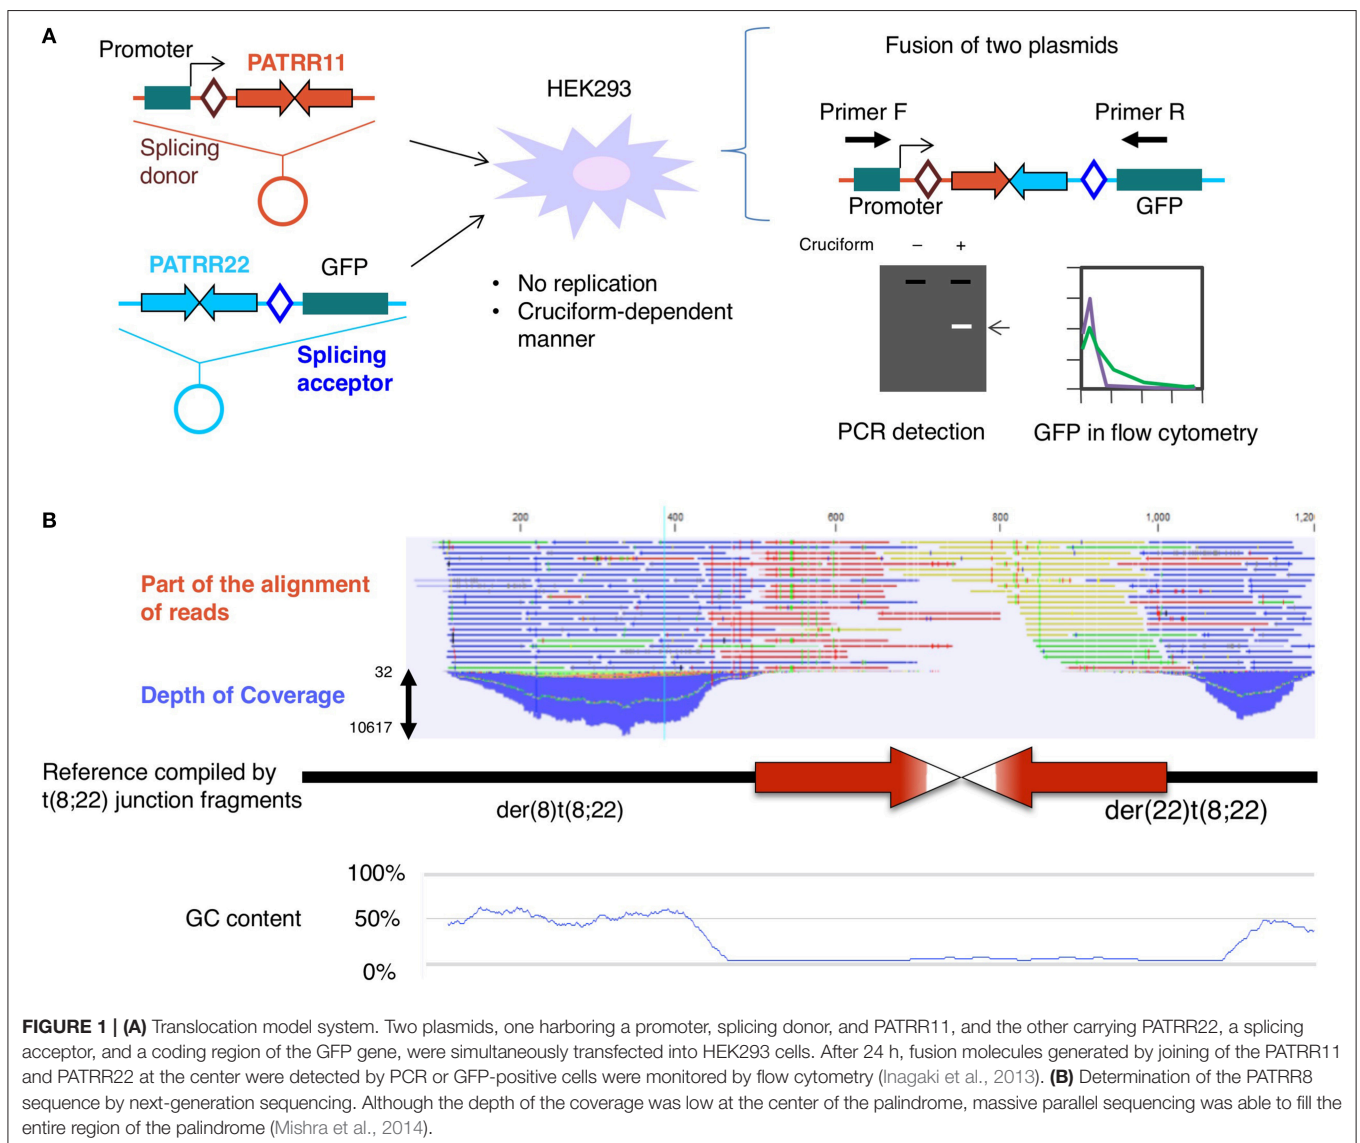 A
Promoter
PATRR11
Splicing
donor
PATRR22
GFP
Splicing
acceptor
HEK293
• No replication
• Cruciform-dependent
manner
Fusion of two plasmids
Primer F
Primer R
Promoter
GFP
Cruciform − +
PCR detection
GFP in flow cytometry
B
200 400 600 800 1,000 1,20
Part of the alignment
of reads
32
Depth of Coverage
10617
Reference compiled by
t(8;22) junction fragments
der(8)t(8;22)
der(22)t(8;22)
100%
GC content
50%
0%
FIGURE 1 | (A) Translocation model system. Two plasmids, one harboring a promoter, splicing donor, and PATRR11, and the other carrying PATRR22, a splicing
acceptor, and a coding region of the GFP gene, were simultaneously transfected into HEK293 cells. After 24 h, fusion molecules generated by joining of the PATRR11
and PATRR22 at the center were detected by PCR or GFP-positive cells were monitored by flow cytometry (Inagaki et al., 2013). (B) Determination of the PATRR8
sequence by next-generation sequencing. Although the depth of the coverage was low at the center of the palindrome, massive parallel sequencing was able to fill the
entire region of the palindrome (Mishra et al., 2014).